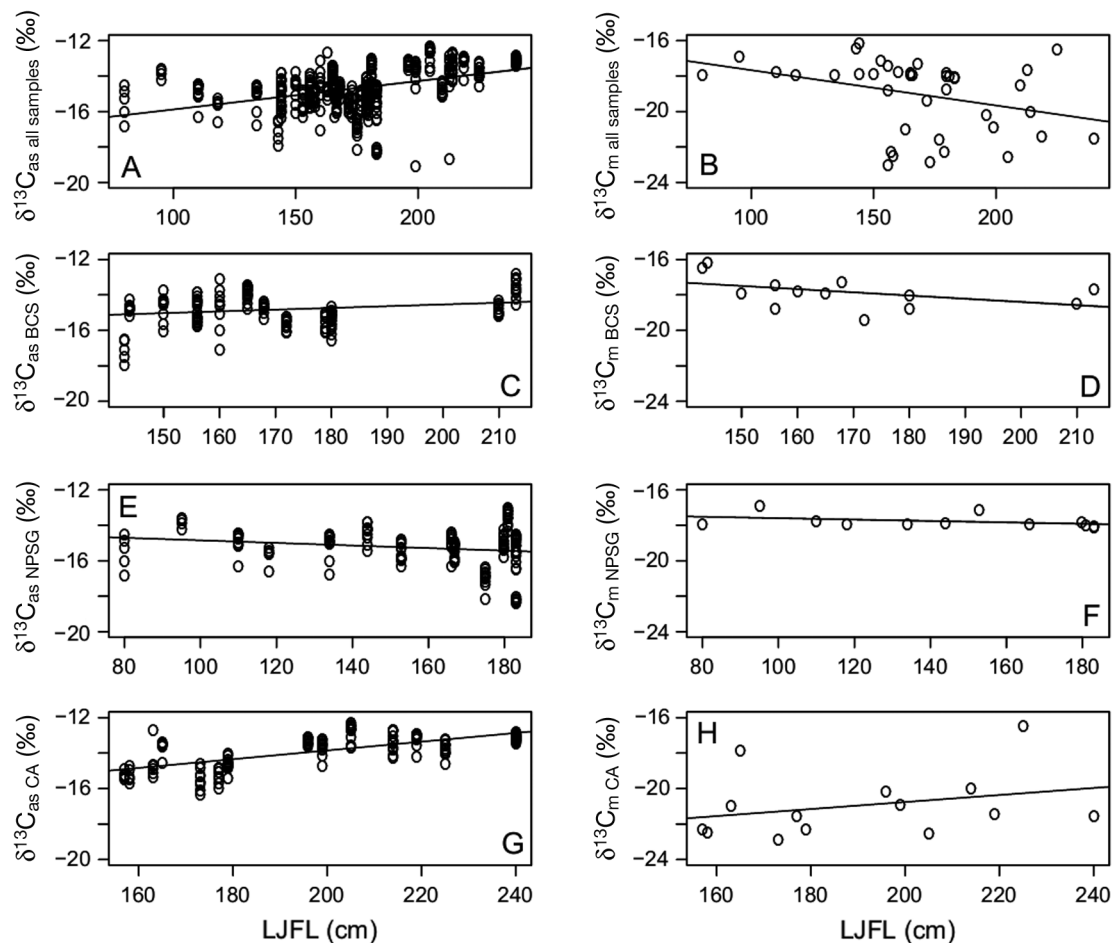 δ¹³Cas all samples (‰)
−12
−16
−20
A
100 150 200
δ¹³Cm all samples (‰)
−16
−20
−24
B
100 150 200
δ¹³Cas BCS (‰)
−12
−16
−20
C
150 160 170 180 190 200 210
δ¹³Cm BCS (‰)
−16
−20
−24
D
150 160 170 180 190 200 210
δ¹³Cas NPSG (‰)
−12
−16
−20
E
80 100 120 140 160 180
δ¹³Cm NPSG (‰)
−16
−20
−24
F
80 100 120 140 160 180
δ¹³Cas CA (‰)
−12
−16
−20
G
160 180 200 220 240
LJFL (cm)
δ¹³Cm CA (‰)
−16
−20
−24
H
160 180 200 220 240
LJFL (cm)